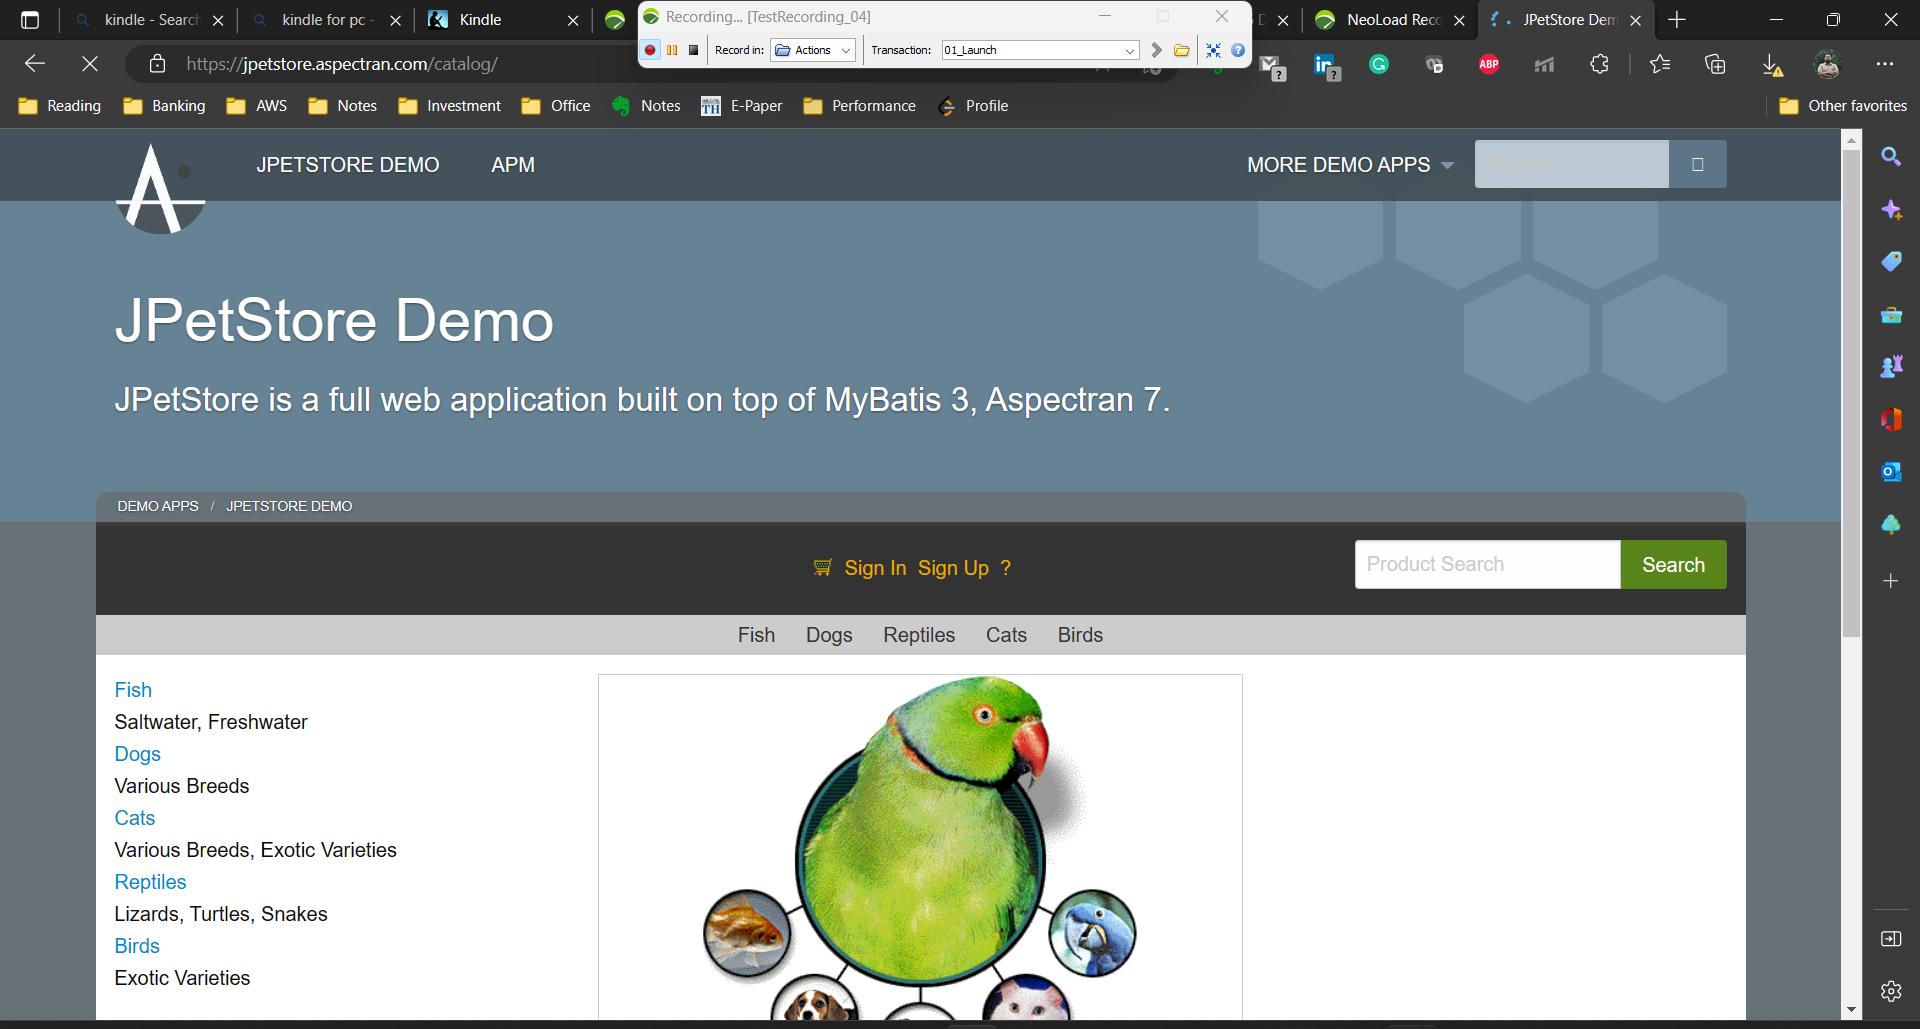 kindle - Search
kindle for pc -
Kindle
Recording... [TestRecording_04]
NeoLoad Reco
JPetStore Dem
Record in:
Actions
Transaction:
01_Launch
https://jpetstore.aspectran.com/catalog/
ABP
Reading
Banking
AWS
Notes
Investment
Office
Notes
TH
E-Paper
Performance
Profile
Other favorites
JPETSTORE DEMO
APM
MORE DEMO APPS
JPetStore Demo
JPetStore is a full web application built on top of MyBatis 3, Aspectran 7.
DEMO APPS / JPETSTORE DEMO
Sign In Sign Up ?
Product Search
Search
Fish Dogs Reptiles Cats Birds
Fish
Saltwater, Freshwater
Dogs
Various Breeds
Cats
Various Breeds, Exotic Varieties
Reptiles
Lizards, Turtles, Snakes
Birds
Exotic Varieties